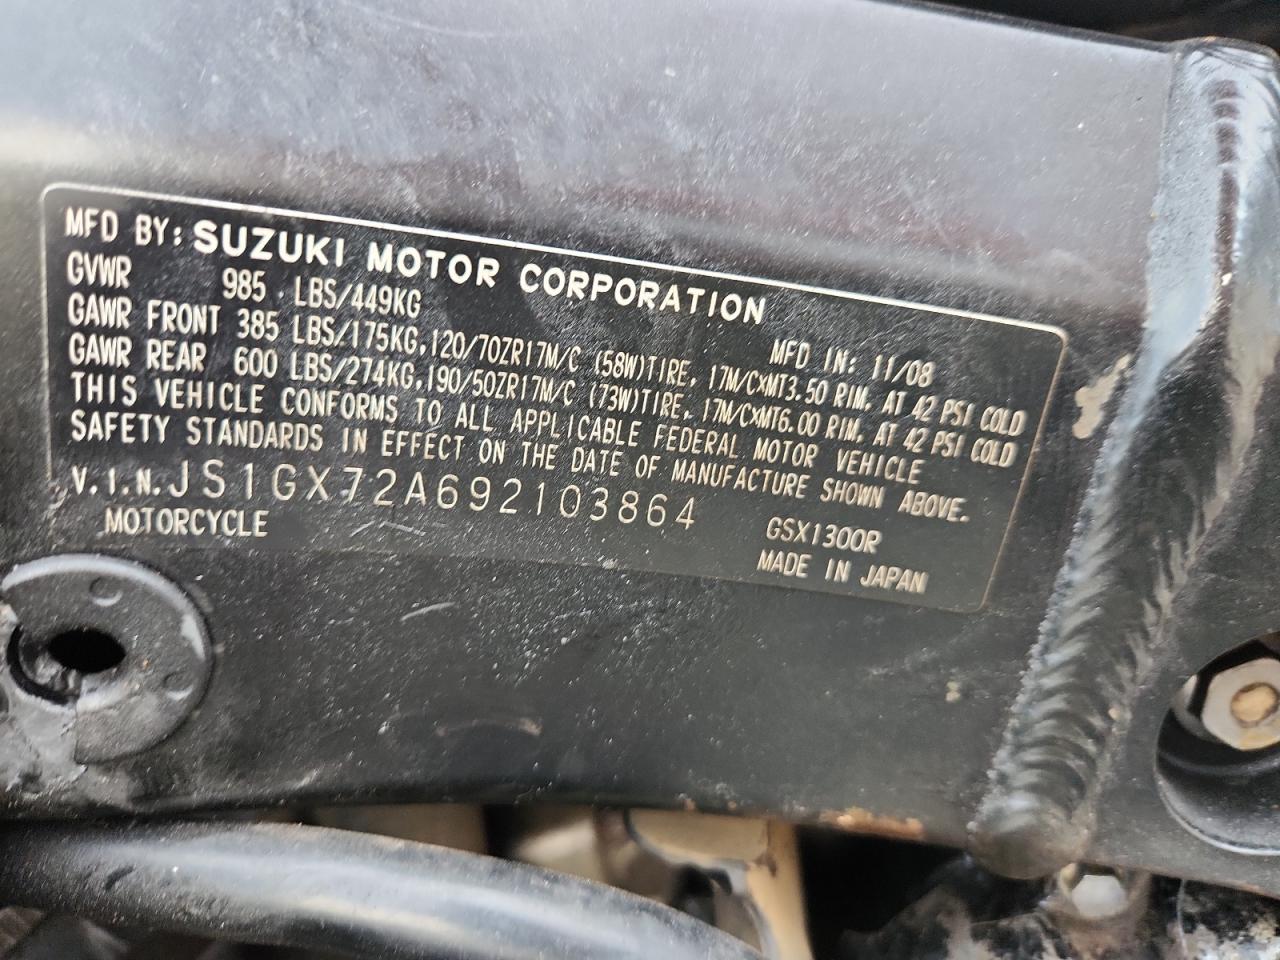 MFD BY: SUZUKI MOTOR CORPORATION
MFD IN: 11/08
GVWR 985 LBS/449KG
GAWR FRONT 385 LBS/175KG,120/70ZR17M/C (58W)TIRE, 17M/CXMT3.50 RIM, AT 42 PSI COLD
GAWR REAR 600 LBS/274KG,190/50ZR17M/C (73W)TIRE, 17M/CXMT6.00 RIM, AT 42 PSI COLD
THIS VEHICLE CONFORMS TO ALL APPLICABLE FEDERAL MOTOR VEHICLE
SAFETY STANDARDS IN EFFECT ON THE DATE OF MANUFACTURE SHOWN ABOVE.
V.I.N.JS1GX72A692103864 GSX1300R
MOTORCYCLE MADE IN JAPAN